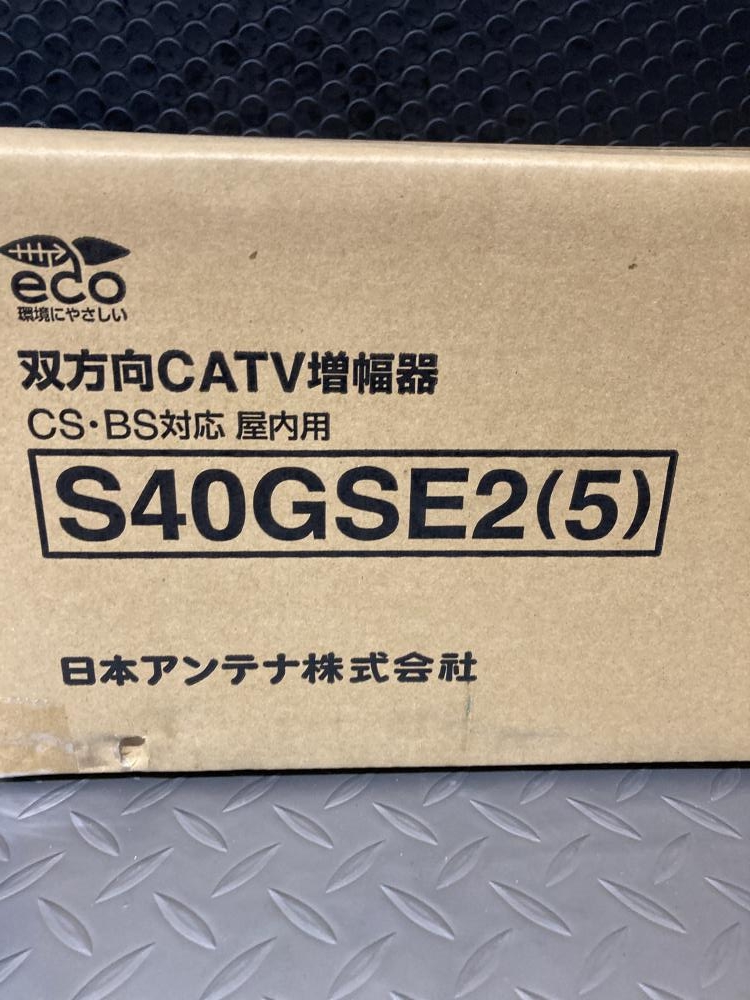 eco
環境にやさしい
双方向CATV増幅器
CS・BS対応 屋内用
S40GSE2(5)
日本アンテナ株式会社